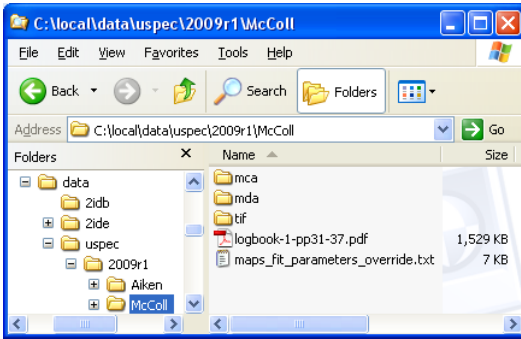 C:\local\data\uspec\2009r1\McColl
File Edit View Favorites Tools Help
Back Search Folders
Address C:\local\data\uspec\2009r1\McColl Go
Folders × Name Size
data
2idb
2ide
uspec
2009r1
Aiken
McColl
mca
mda
tif
logbook-1-pp31-37.pdf 1,529 KB
maps_fit_parameters_override.txt 7 KB